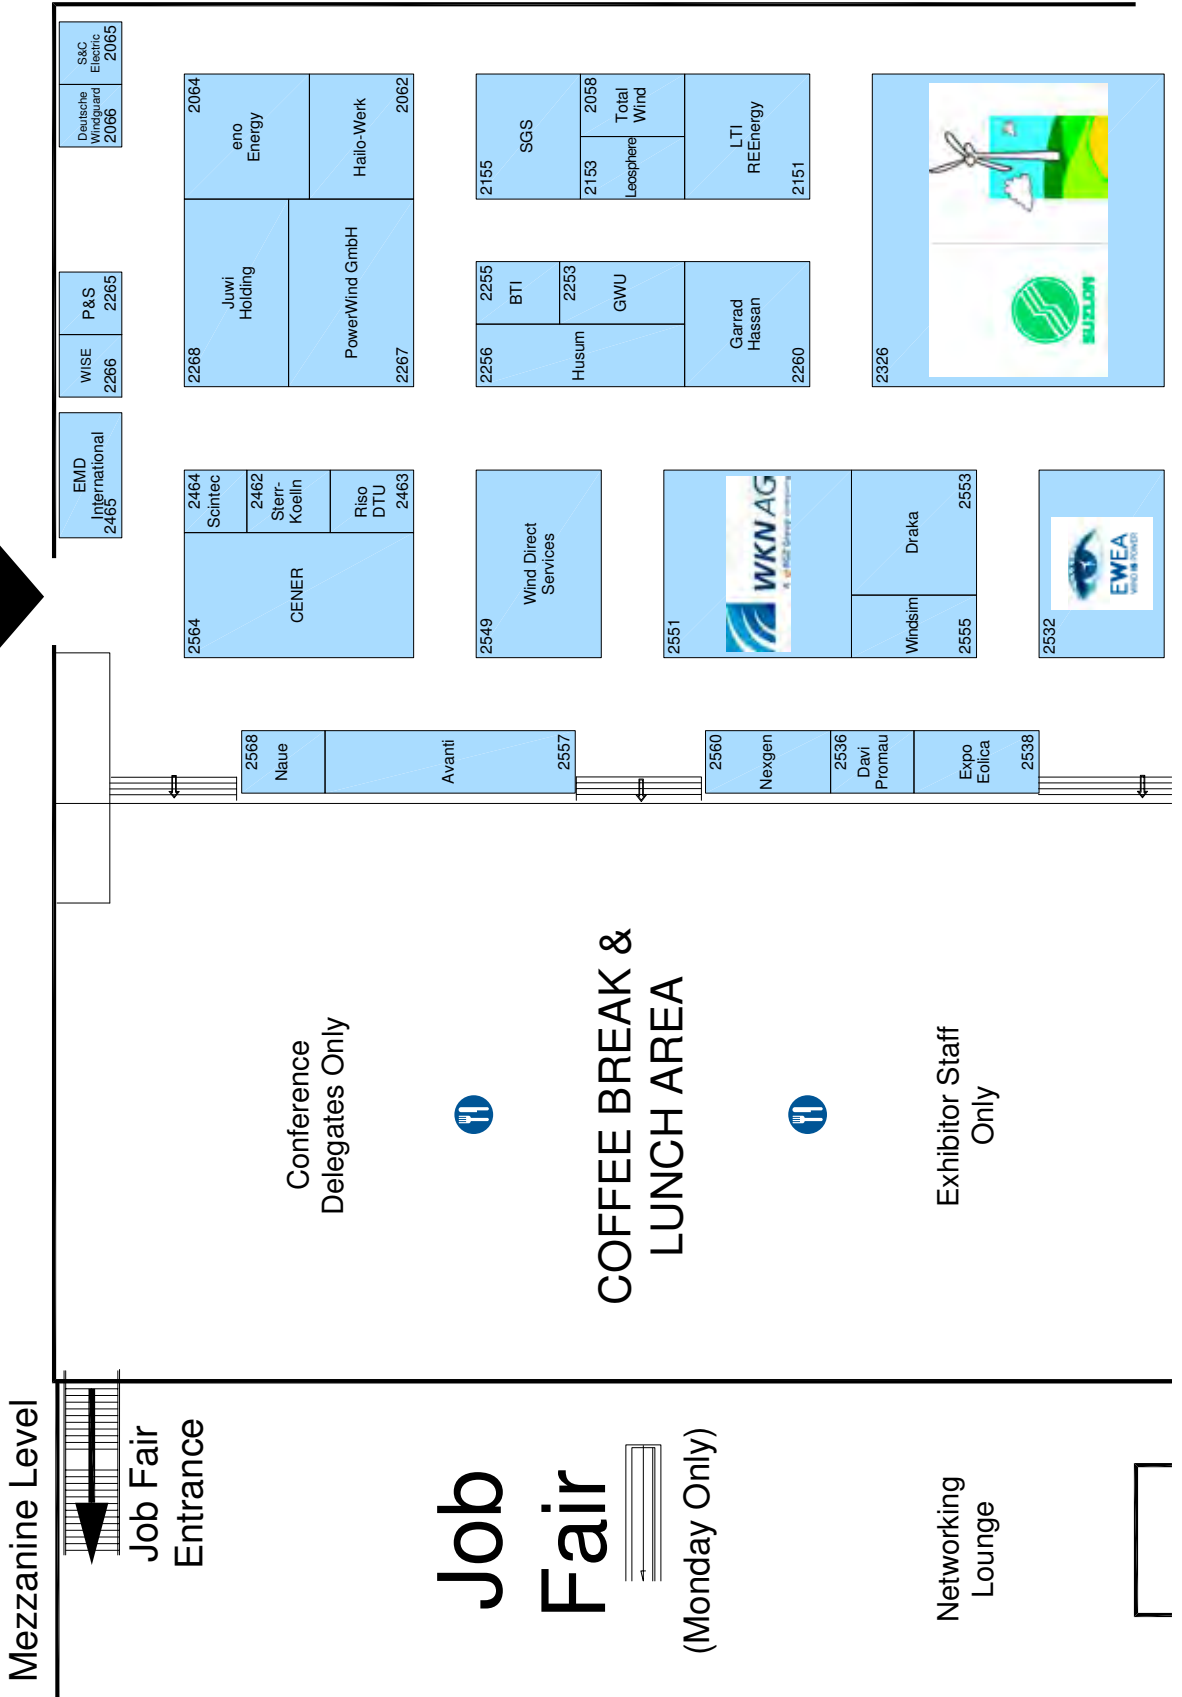 Mezzanine Level
Job Fair
Entrance
Job
Fair
(Monday Only)
Networking
Lounge
Conference
Delegates Only
COFFEE BREAK &
LUNCH AREA
Exhibitor Staff
Only
2568
Naue
Avanti
2557
2560
Nexgen
2536
Davi
Promau
Expo
Eolica
2538
EMD
International
2465
WISE
2266
P&S
2265
Deutsche
Windguard
2066
S&C
Electric
2065
2564
CENER
2464
Scintec
2462
Sterr-
Koelln
Riso
DTU
2463
2268
Juwi
Holding
PowerWind GmbH
2267
2064
eno
Energy
Hailo-Werk
2062
2549
Wind Direct
Services
2256
Husum
2255
BTI
2253
GWU
Garrad
Hassan
2260
2155
SGS
2153
Leosphere
2058
Total
Wind
LTI
REEnergy
2151
2551
WKN AG
Windsim
2555
Draka
2553
2326
SUZLON
2532
EWEA